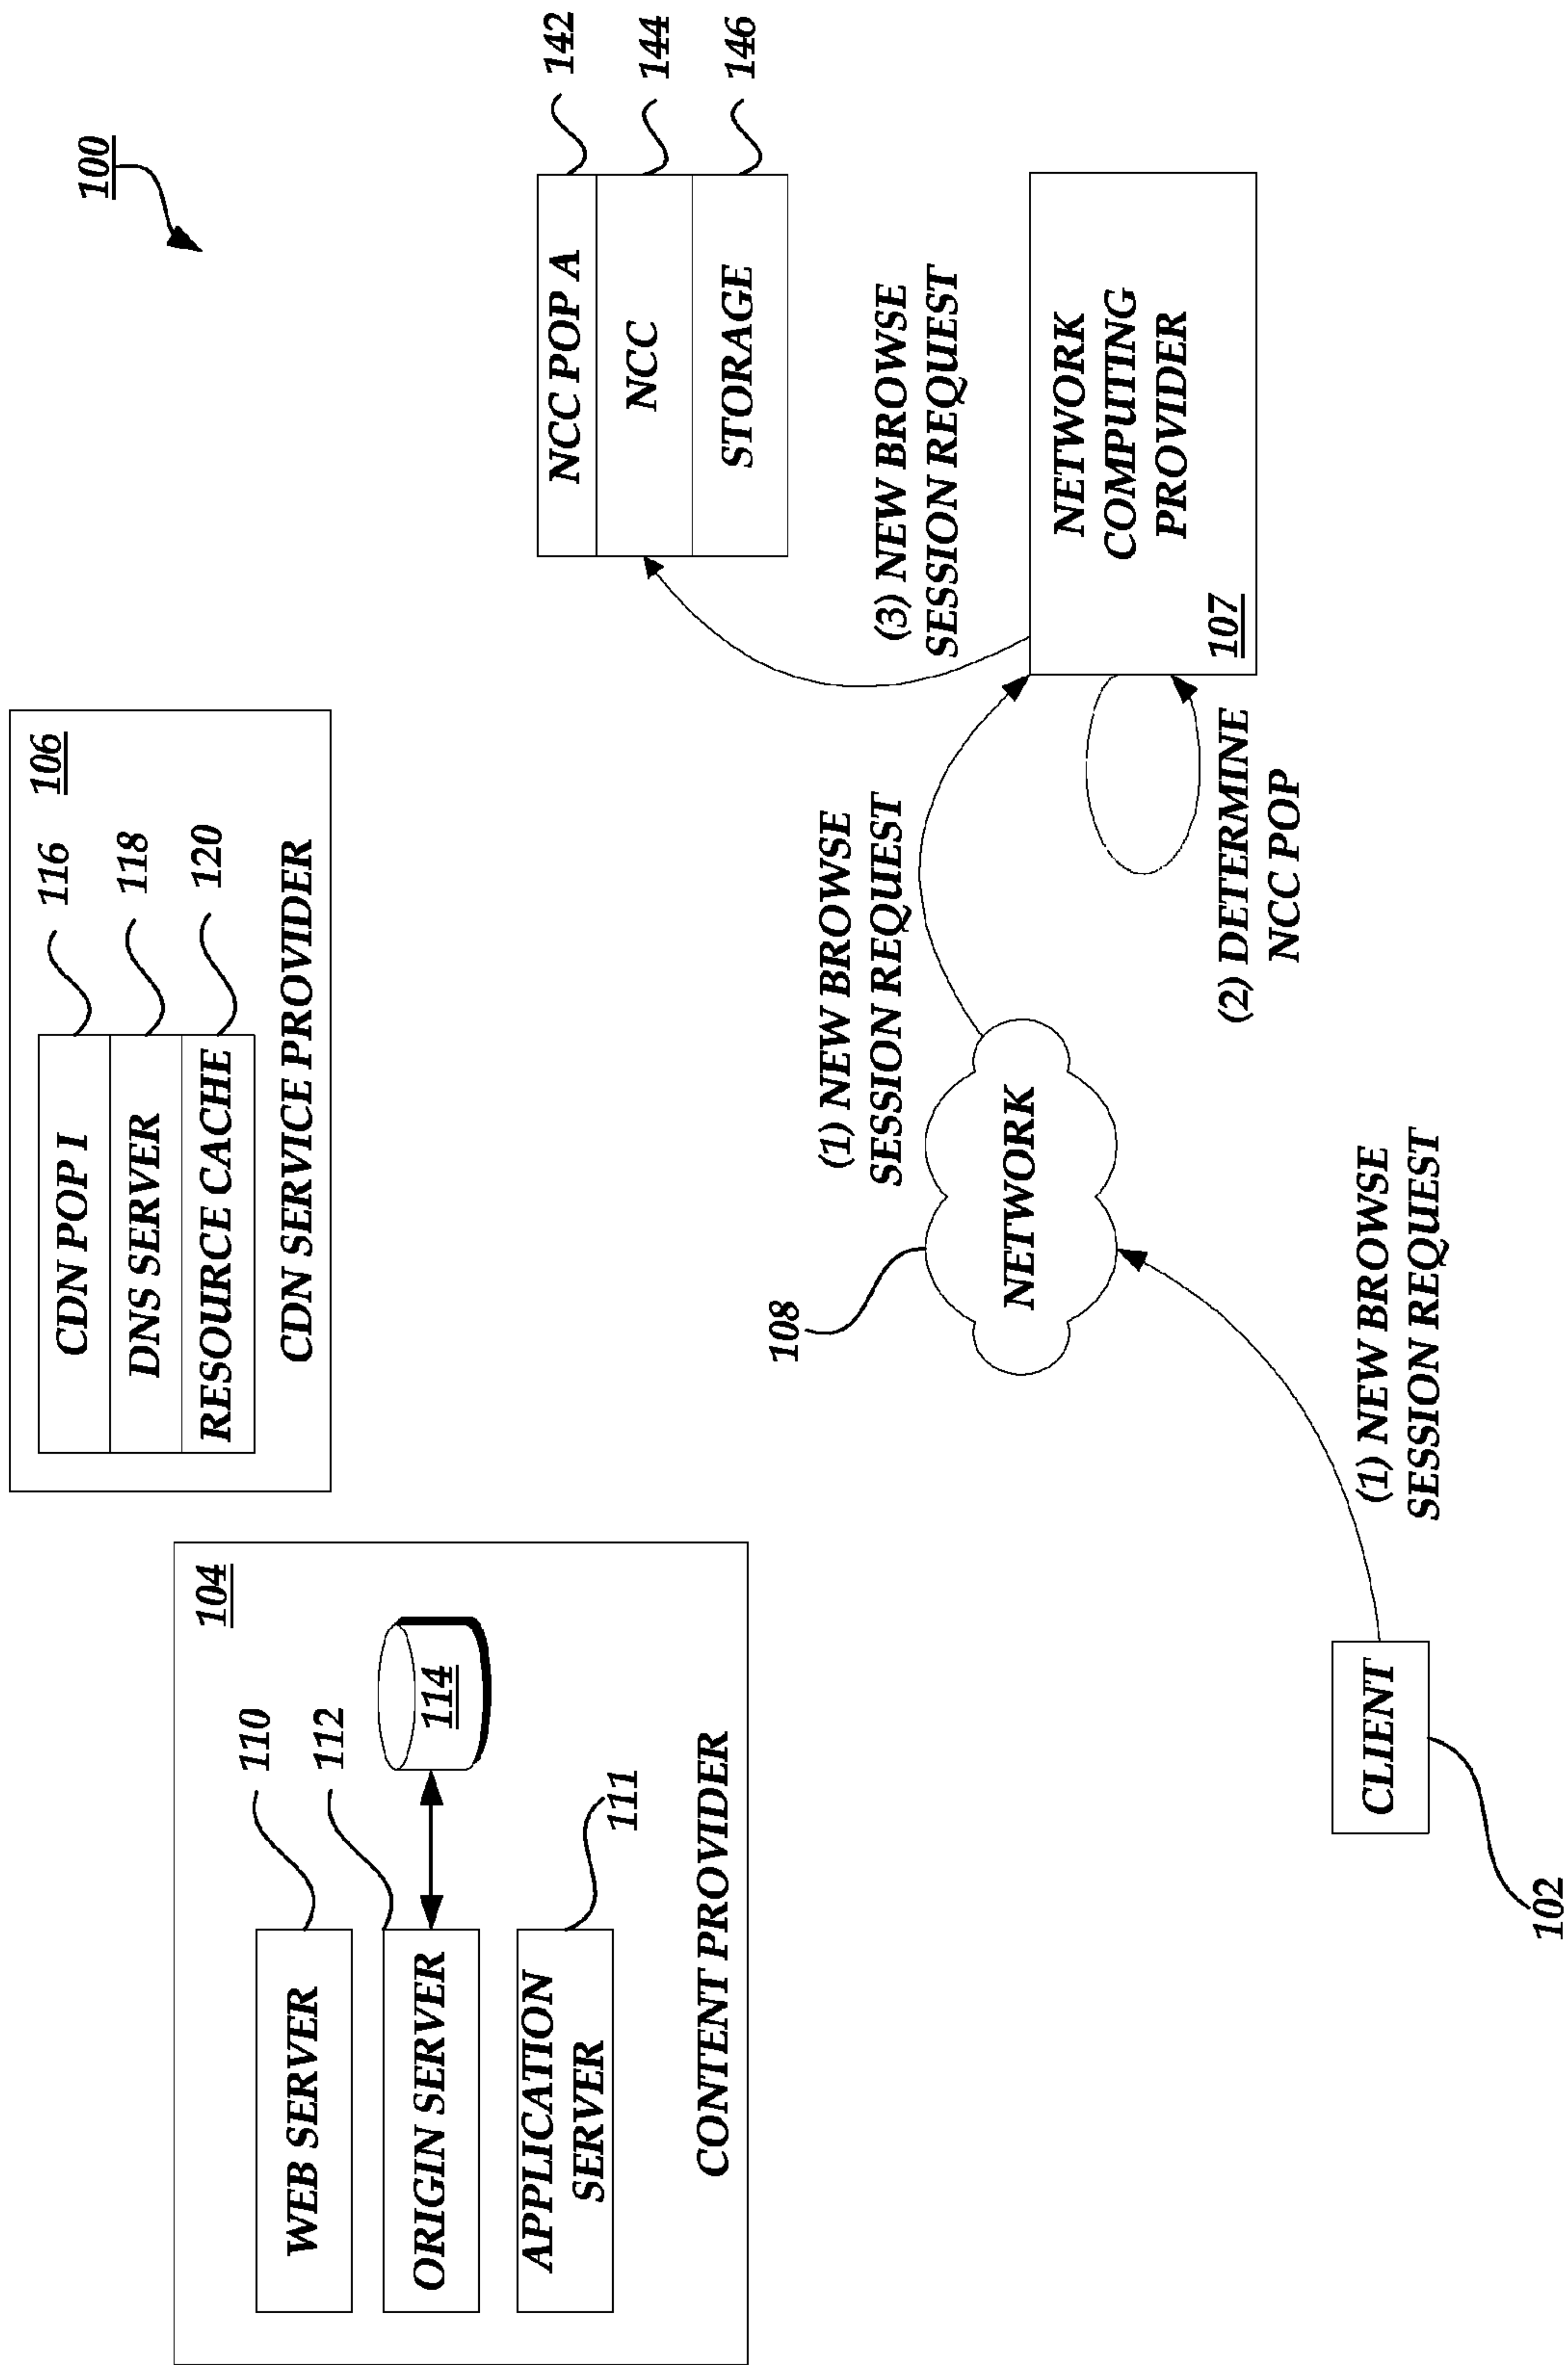 100
104
110
WEB SERVER
112
ORIGIN SERVER
114
111
APPLICATION
SERVER
CONTENT PROVIDER
106
116
CDN POP I
118
DNS SERVER
120
RESOURCE CACHE
CDN SERVICE PROVIDER
142
NCC POP A
144
NCC
146
STORAGE
108
NETWORK
(1) NEW BROWSE
SESSION REQUEST
(3) NEW BROWSE
SESSION REQUEST
NETWORK
COMPUTING
PROVIDER
107
(2) DETERMINE
NCC POP
(1) NEW BROWSE
SESSION REQUEST
CLIENT
102